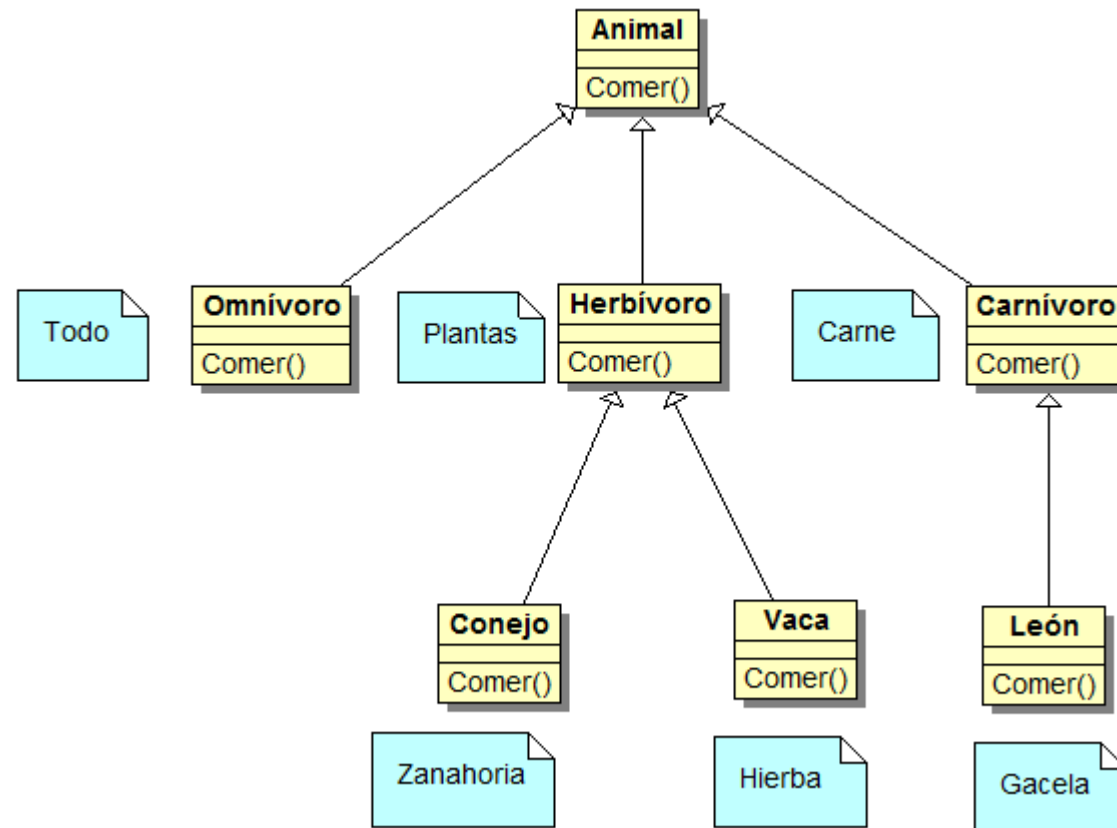 Animal
Comer()
Todo
Omnívoro
Comer()
Plantas
Herbívoro
Comer()
Carne
Carnívoro
Comer()
Conejo
Comer()
Vaca
Comer()
León
Comer()
Zanahoria
Hierba
Gacela